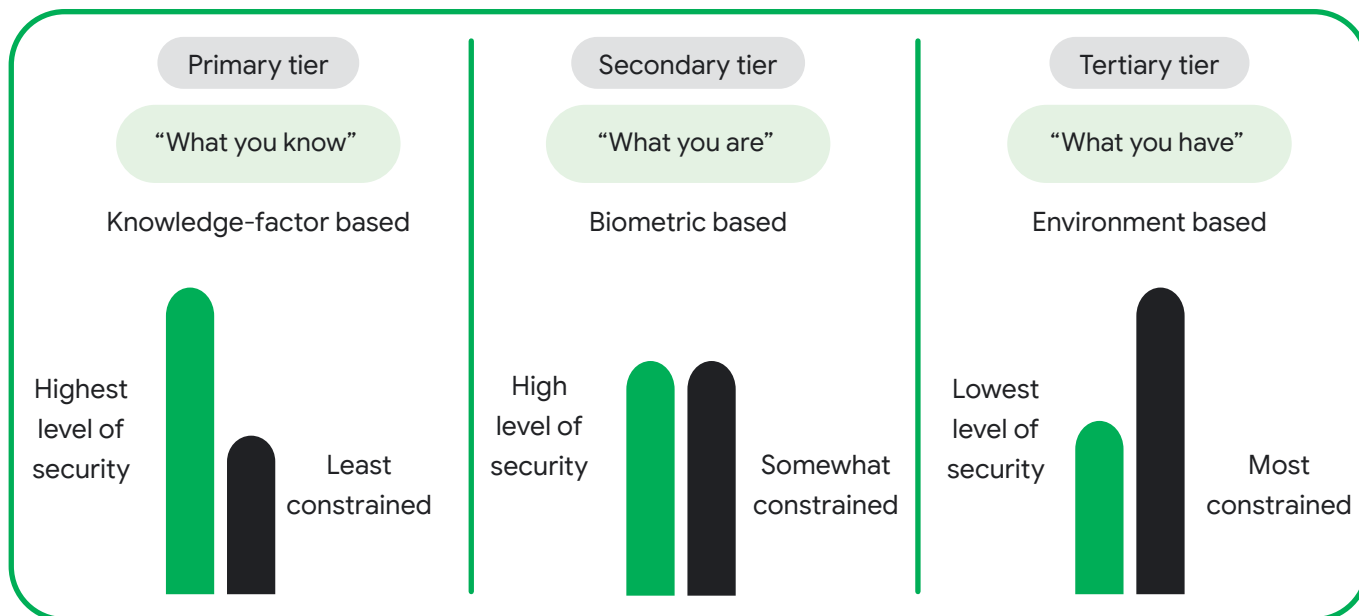 Primary tier
“What you know”
Knowledge-factor based
Highest
level of
security
Least
constrained
Secondary tier
“What you are”
Biometric based
High
level of
security
Somewhat
constrained
Tertiary tier
“What you have”
Environment based
Lowest
level of
security
Most
constrained